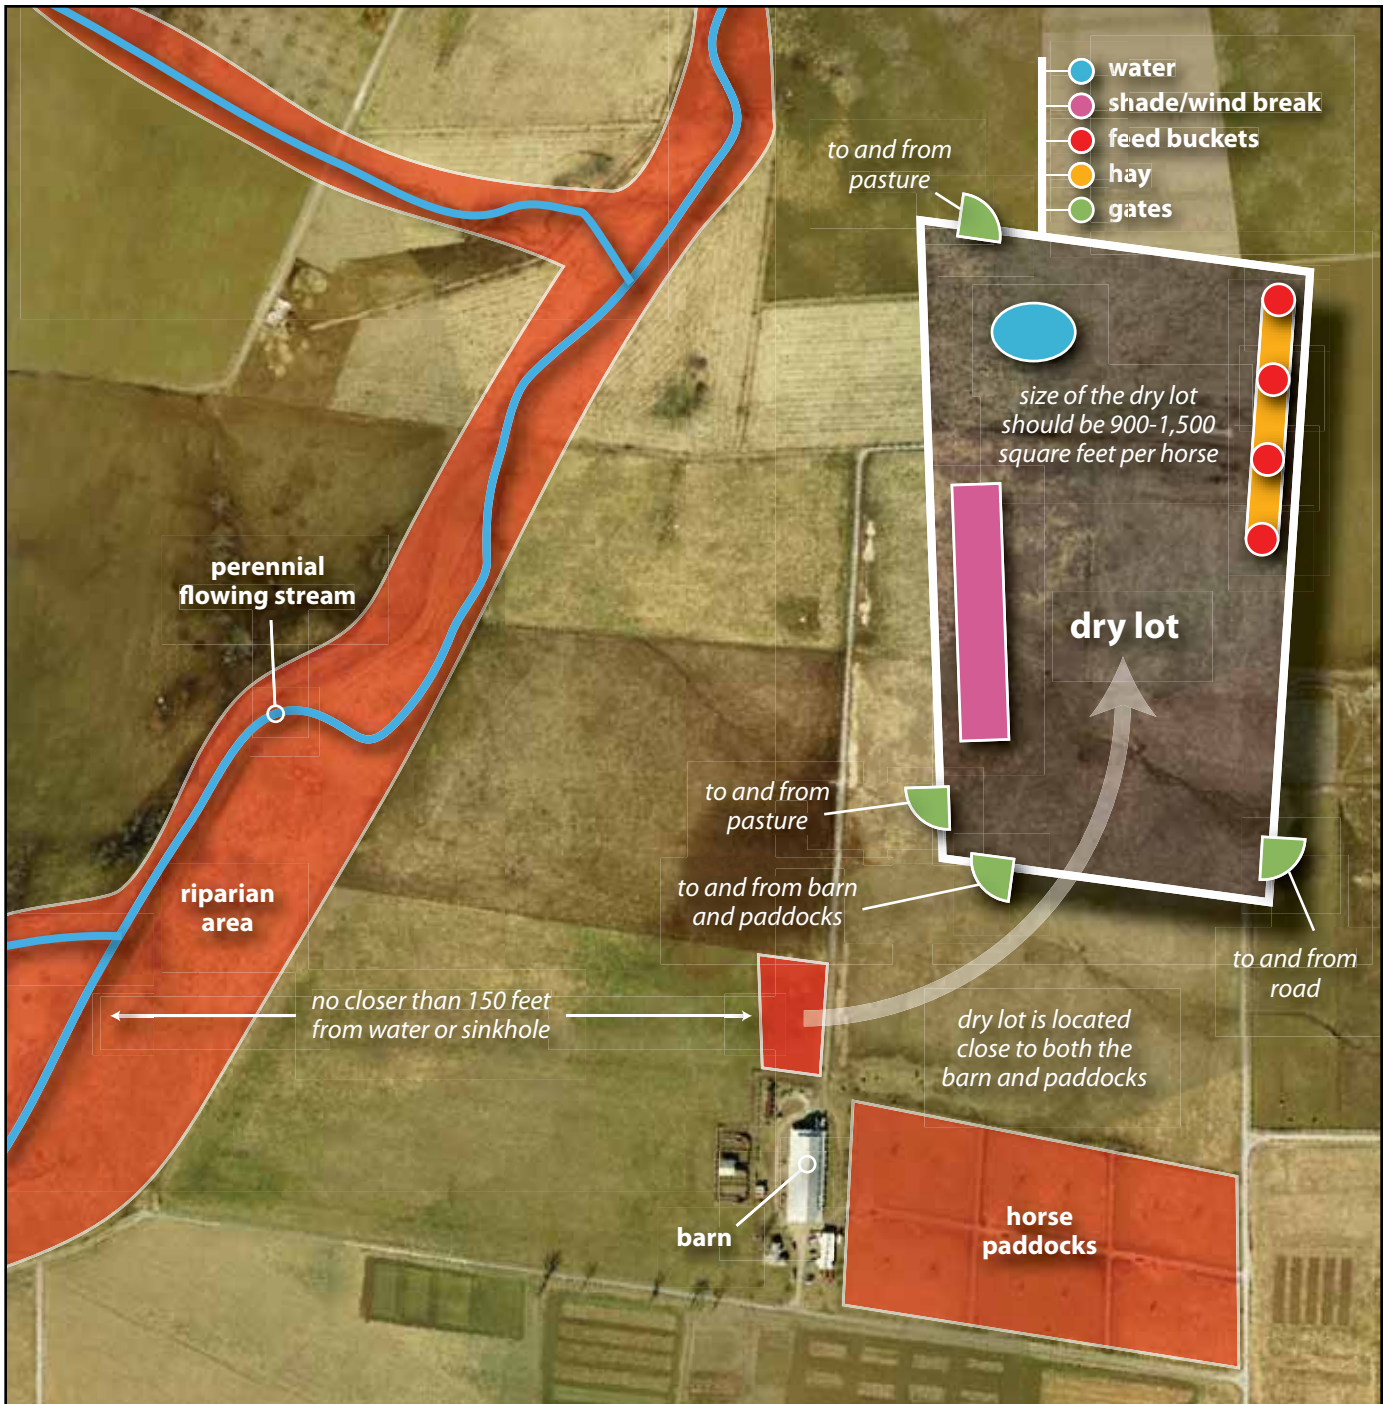 water
shade/wind break
feed buckets
hay
gates
to and from
pasture
size of the dry lot
should be 900-1,500
square feet per horse
perennial
flowing stream
dry lot
to and from
pasture
riparian
area
to and from barn
and paddocks
to and from
road
no closer than 150 feet
from water or sinkhole
dry lot is located
close to both the
barn and paddocks
barn
horse
paddocks